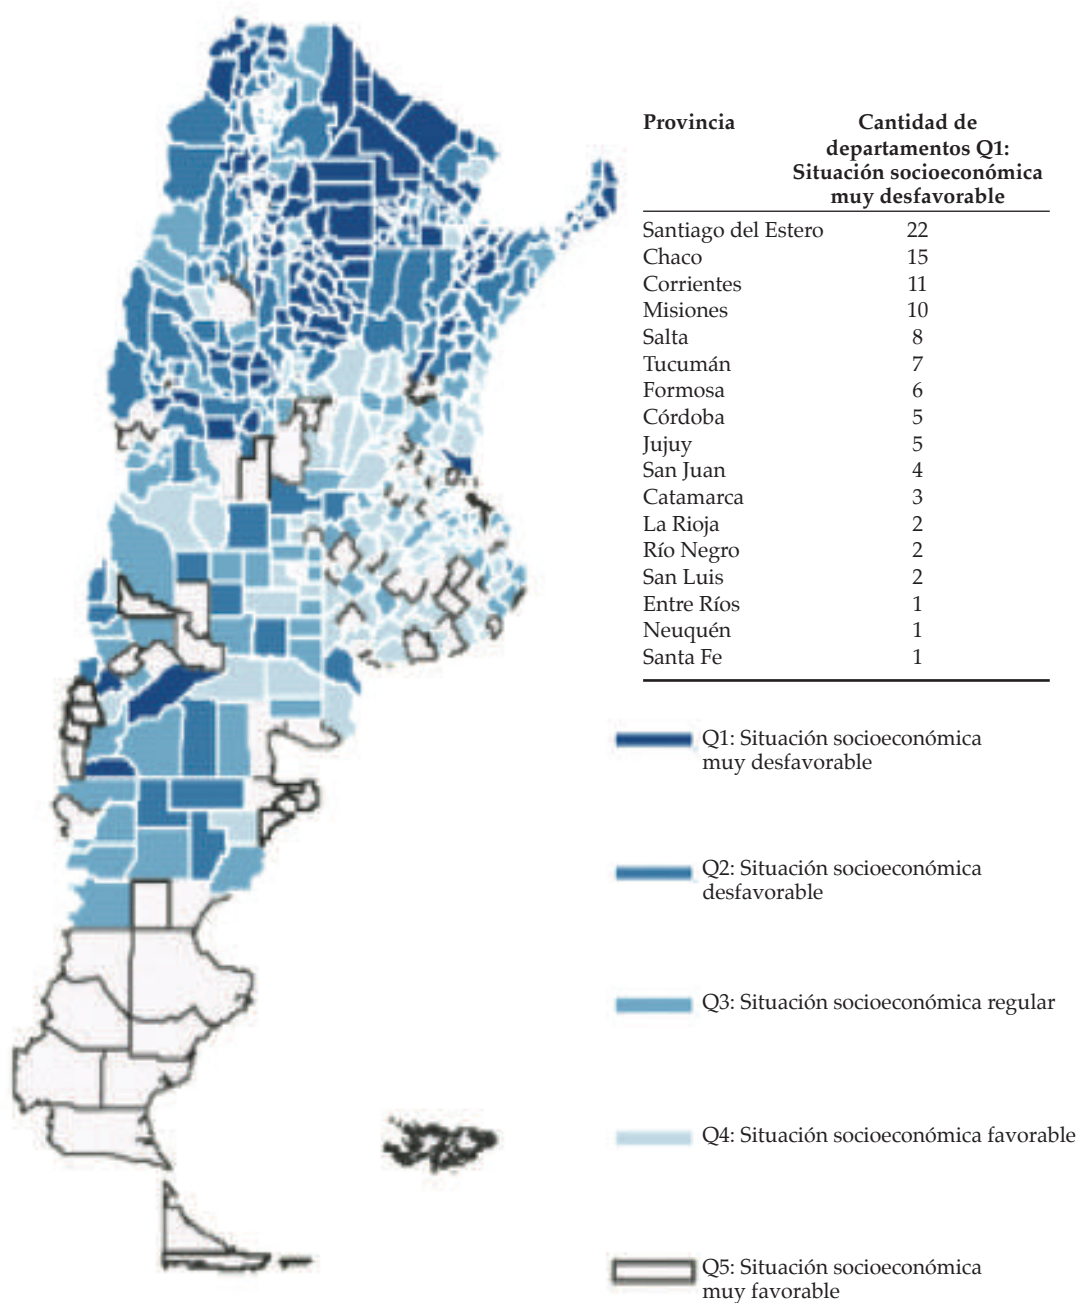 Provincia Cantidad de
departamentos Q1:
Situación socioeconómica
muy desfavorable
Santiago del Estero 22
Chaco 15
Corrientes 11
Misiones 10
Salta 8
Tucumán 7
Formosa 6
Córdoba 5
Jujuy 5
San Juan 4
Catamarca 3
La Rioja 2
Río Negro 2
San Luis 2
Entre Ríos 1
Neuquén 1
Santa Fe 1
Q1: Situación socioeconómica
muy desfavorable
Q2: Situación socioeconómica
desfavorable
Q3: Situación socioeconómica regular
Q4: Situación socioeconómica favorable
Q5: Situación socioeconómica
muy favorable